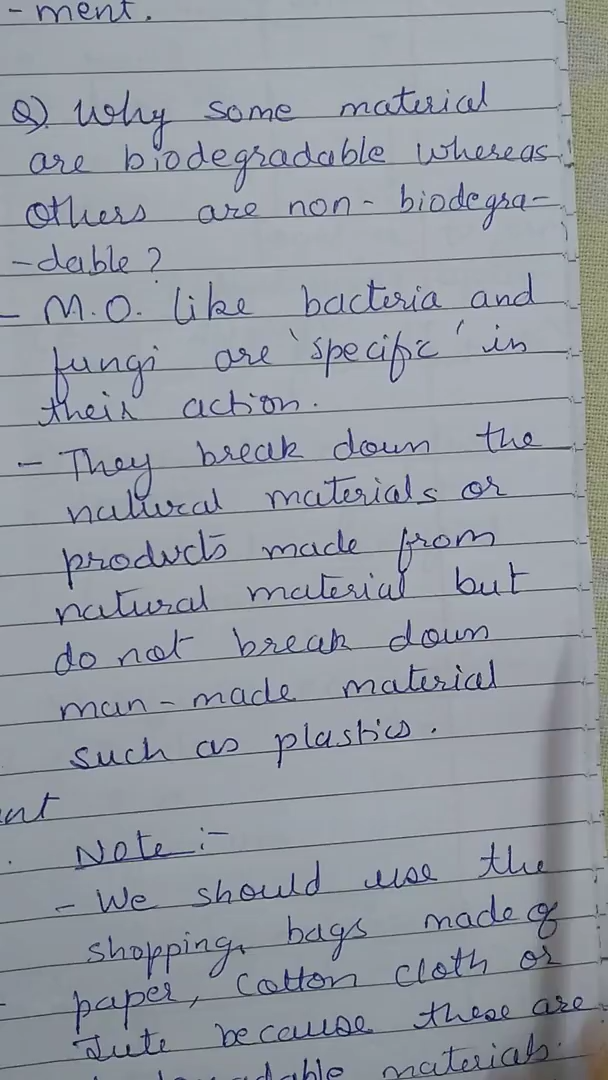 - ment.
Q). Why some material
are biodegradable whereas
others are non-biodegra-
-dable?
- M.O. like bacteria and
fungi are 'specific' in
their action.
- They break down the
natural materials or
products made from
natural material but
do not break down
man-made material
such as plastics.
Note :-
- We should use the
shopping bags made of
paper, cotton cloth or
Jute because these are
materials.